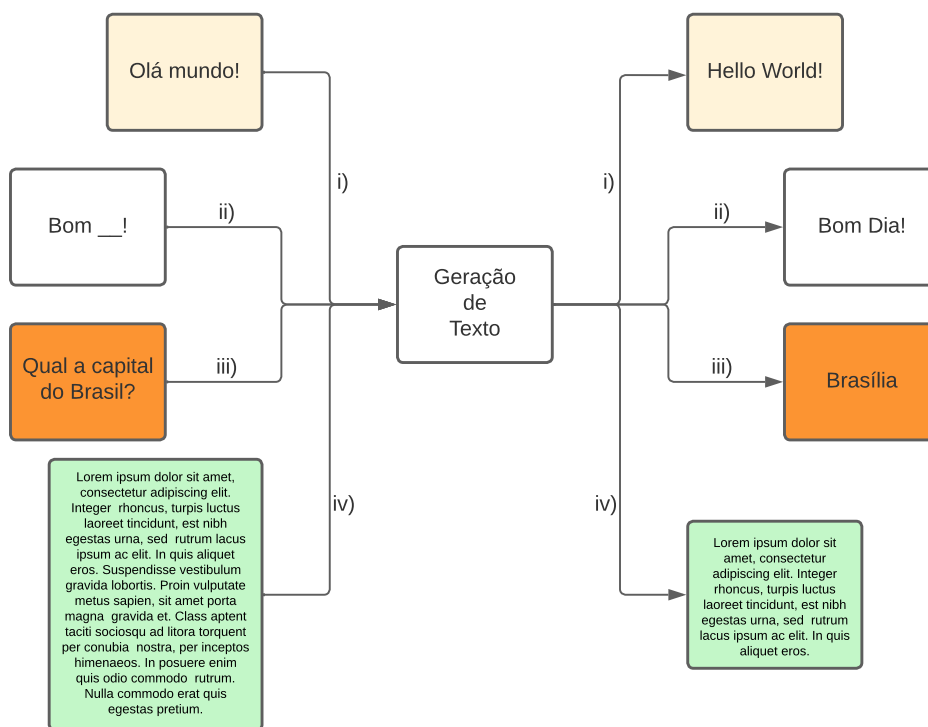 Olá mundo!
Hello World!
i)
i)
Bom __!
ii)
ii)
Bom Dia!
Geração
de
Texto
Qual a capital
do Brasil?
iii)
iii)
Brasília
Lorem ipsum dolor sit amet,
consectetur adipiscing elit.
Integer rhoncus, turpis luctus
laoreet tincidunt, est nibh
egestas urna, sed rutrum lacus
ipsum ac elit. In quis aliquet
eros. Suspendisse vestibulum
gravida lobortis. Proin vulputate
metus sapien, sit amet porta
magna gravida et. Class aptent
taciti sociosqu ad litora torquent
per conubia nostra, per inceptos
himenaeos. In posuere enim
quis odio commodo rutrum.
Nulla commodo erat quis
egestas pretium.
iv)
iv)
Lorem ipsum dolor sit
amet, consectetur
adipiscing elit. Integer
rhoncus, turpis luctus
laoreet tincidunt, est nibh
egestas urna, sed rutrum
lacus ipsum ac elit. In quis
aliquet eros.